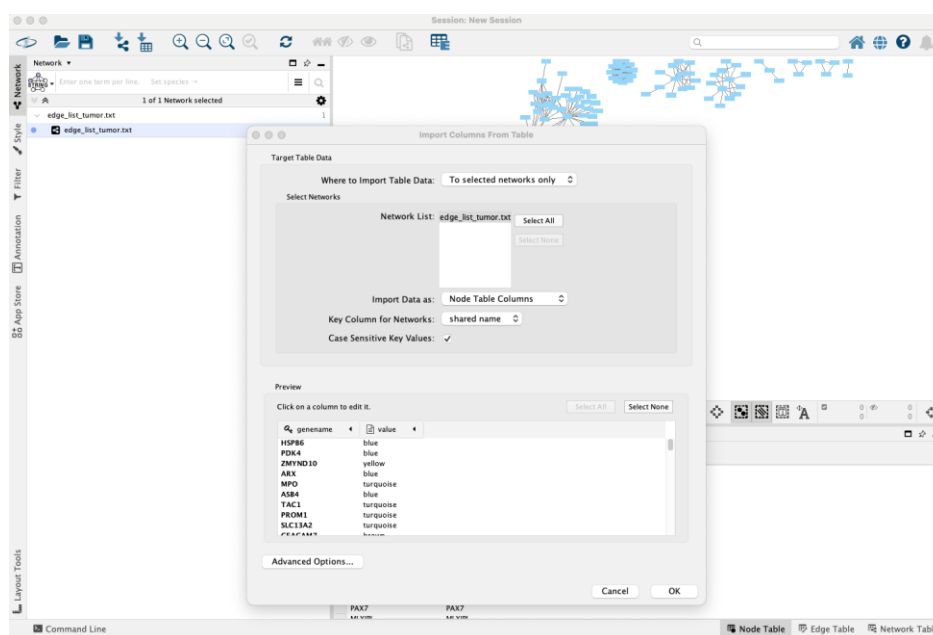 Session: New Session
Network
STRING Enter one term per line. Set species →
1 of 1 Network selected
edge_list_tumor.txt 1
edge_list_tumor.txt
Network
Style
Filter
Annotation
App Store
Layout Tools
Import Columns From Table
Target Table Data
Where to Import Table Data: To selected networks only
Select Networks
Network List: edge_list_tumor.txt Select All
Select None
Import Data as: Node Table Columns
Key Column for Networks: shared name
Case Sensitive Key Values:
Preview
Click on a column to edit it. Select All Select None
genename value
HSPB6 blue
PDK4 blue
ZMYND10 yellow
ARX blue
MPO turquoise
ASB4 blue
TAC1 turquoise
PROM1 turquoise
SLC13A2 turquoise
CEACAM7 brown
Advanced Options...
Cancel OK
PAX7 PAX7
Command Line Node Table Edge Table Network Tab